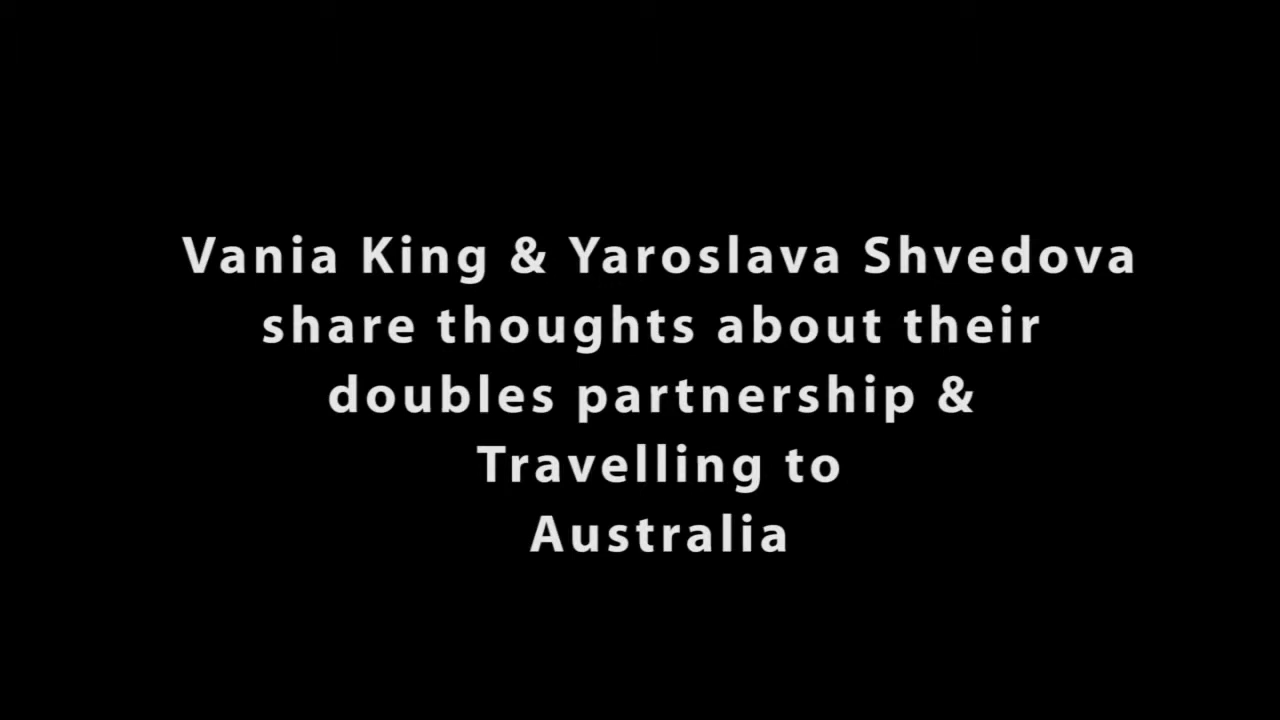 Vania King & Yaroslava Shvedova
share thoughts about their
doubles partnership &
Travelling to
Australia